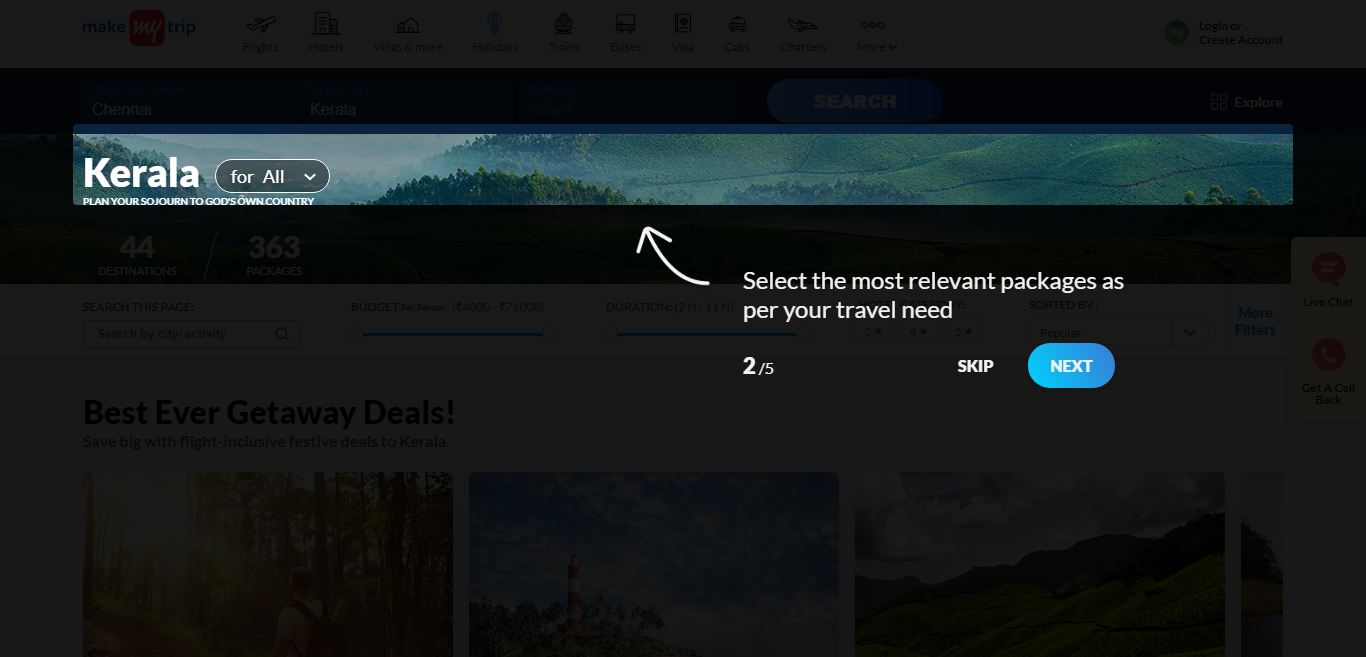 make my trip
Flights
Hotels
Villas & more
Holidays
Trains
Buses
Visa
Cabs
Charters
More
Login or
Create Account
STARTING FROM
Chennai
GOING TO
Kerala
DURING
Select
SEARCH
Explore
Kerala
for All
PLAN YOUR SOJOURN TO GOD'S OWN COUNTRY
44
DESTINATIONS
363
PACKAGES
Select the most relevant packages as
per your travel need
2/5
SKIP
NEXT
SEARCH THIS PAGE:
Search by city/ activity
BUDGET Per Person : (₹4000 - ₹71000)
DURATION: (2 N - 11 N)
HOTEL CATEGORY:
3 ★
4 ★
5 ★
SORTED BY :
Popular
More
Filters
Live Chat
Get A Call
Back
Best Ever Getaway Deals!
Save big with flight-inclusive festive deals to Kerala.